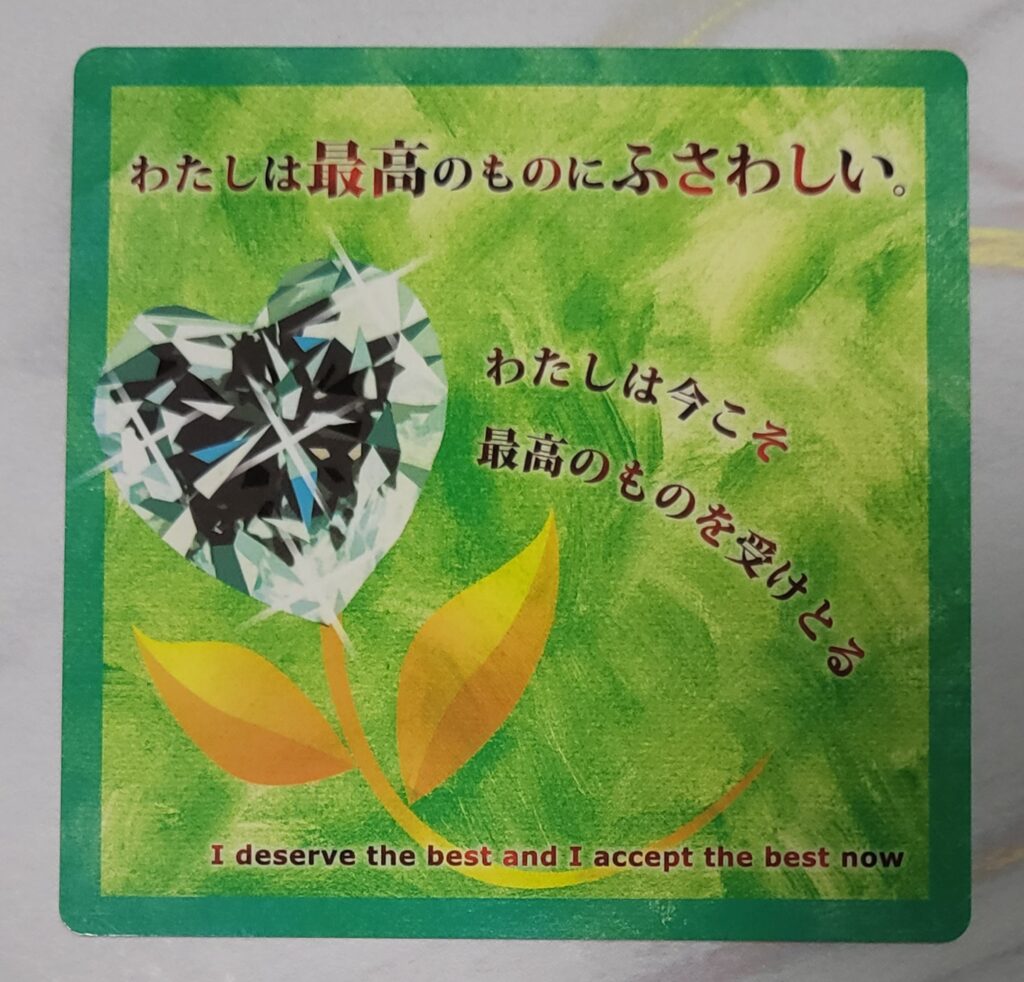 わたしは最高のものにふさわしい。
わたしは今こそ
最高のものを受けとる
I deserve the best and I accept the best now